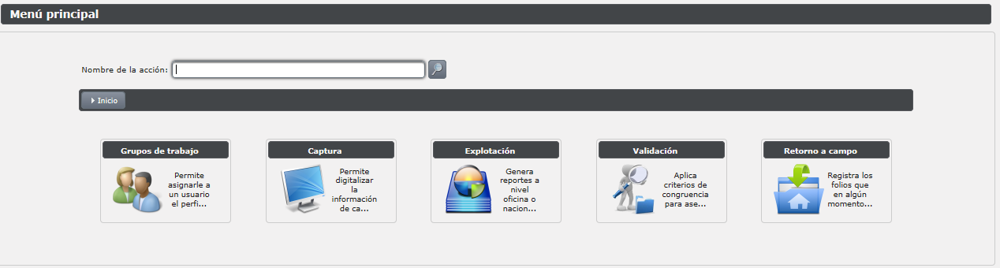 Menú principal
Nombre de la acción:
Inicio
Grupos de trabajo
Permite
asignarle a
un usuario
el perfi...
Captura
Permite
digitalizar
la
información
de ca...
Explotación
Genera
reportes a
nivel
oficina o
nacion...
Validación
Aplica
criterios de
congruencia
para ase...
Retorno a campo
Registra los
folios que
en algún
momento...